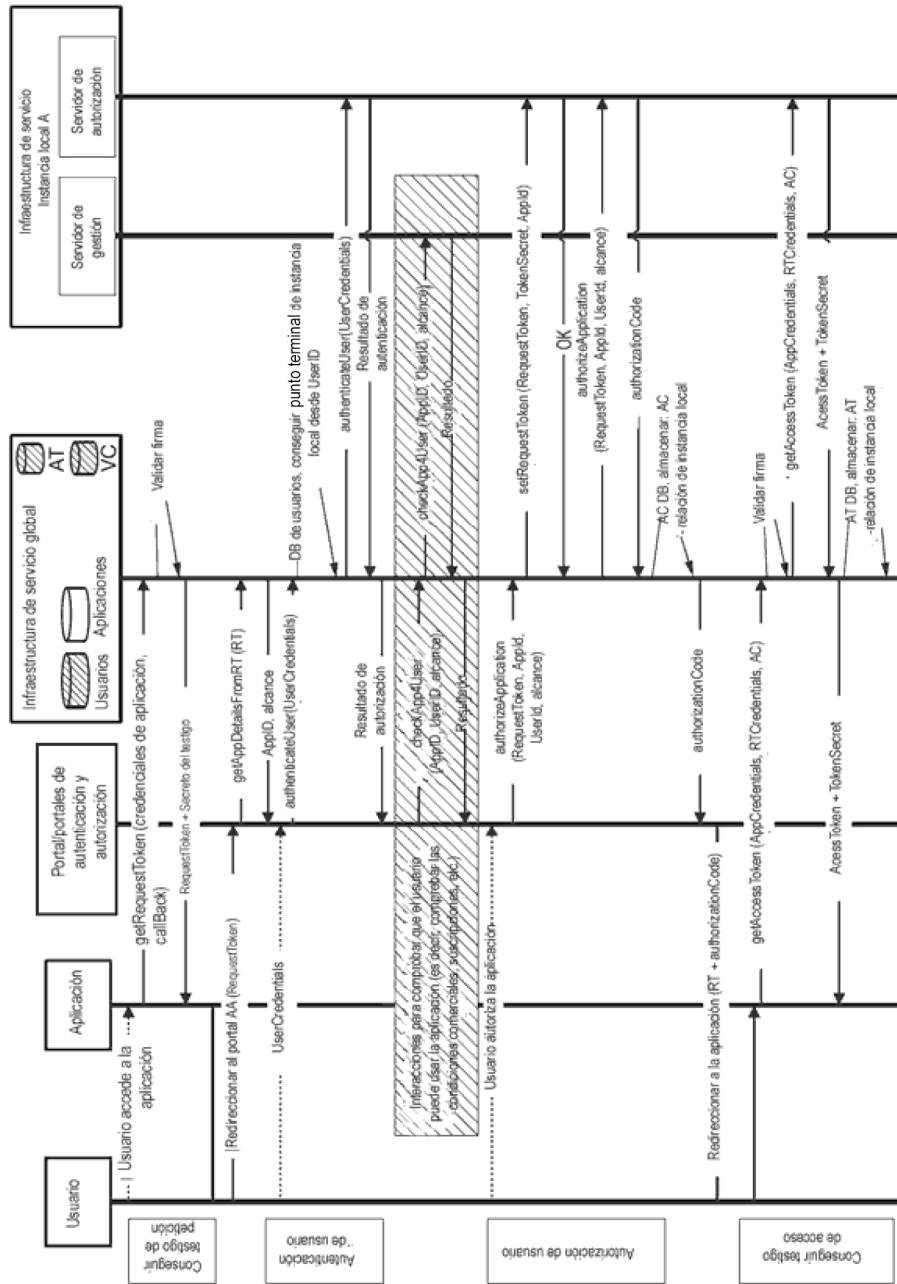 Usuario
Aplicación
Portal/portales de
autenticación y
autorización
Infraestructura de servicio global
Usuarios
Aplicaciones
AT
VC
Infraestructura de servicio
Instancia local A
Servidor de
gestión
Servidor de
autorización
Conseguir
testigo de
petición
Usuario accede a la
aplicación
getRequestToken (credenciales de aplicación,
callBack)
Validar firma
RequestToken + Secreto del testigo
Redireccionar al portal AA (RequestToken)
getAppDetailsFromRT (RT)
AppID, alcance
Autenticación
de usuario
UserCredentials
authenticateUser(UserCredentials)
DB de usuarios, conseguir punto terminal de instancia
local desde UserID
authenticateUser(UserCredentials)
Resultado de
autenticación
Resultado de
autorización
Interacciones para comprobar que el usuario
puede usar la aplicación (es decir, comprobar las
condiciones comerciales, suscripciones, etc.)
checkApp4User
(AppID, UserID, alcance)
checkApp4User (AppID, UserID, alcance)
Resultado
Resultado
Autorización de usuario
Usuario autoriza la aplicación
authorizeApplication
(RequestToken, AppId,
UserId, alcance)
setRequestToken (RequestToken, TokenSecret, AppId)
OK
authorizeApplication
(RequestToken, AppId, UserId, alcance)
authorizationCode
AC DB, almacenar: AC
- relación de instancia local
authorizationCode
Redireccionar a la aplicación (RT + authorizationCode)
Conseguir testigo
de acceso
getAccessToken (AppCredentials, RTCredentials, AC)
Validar firma
getAccessToken (AppCredentials, RTCredentials, AC)
AcessToken + TokenSecret
AT DB, almacenar: AT
-relación de instancia local
AcessToken + TokenSecret